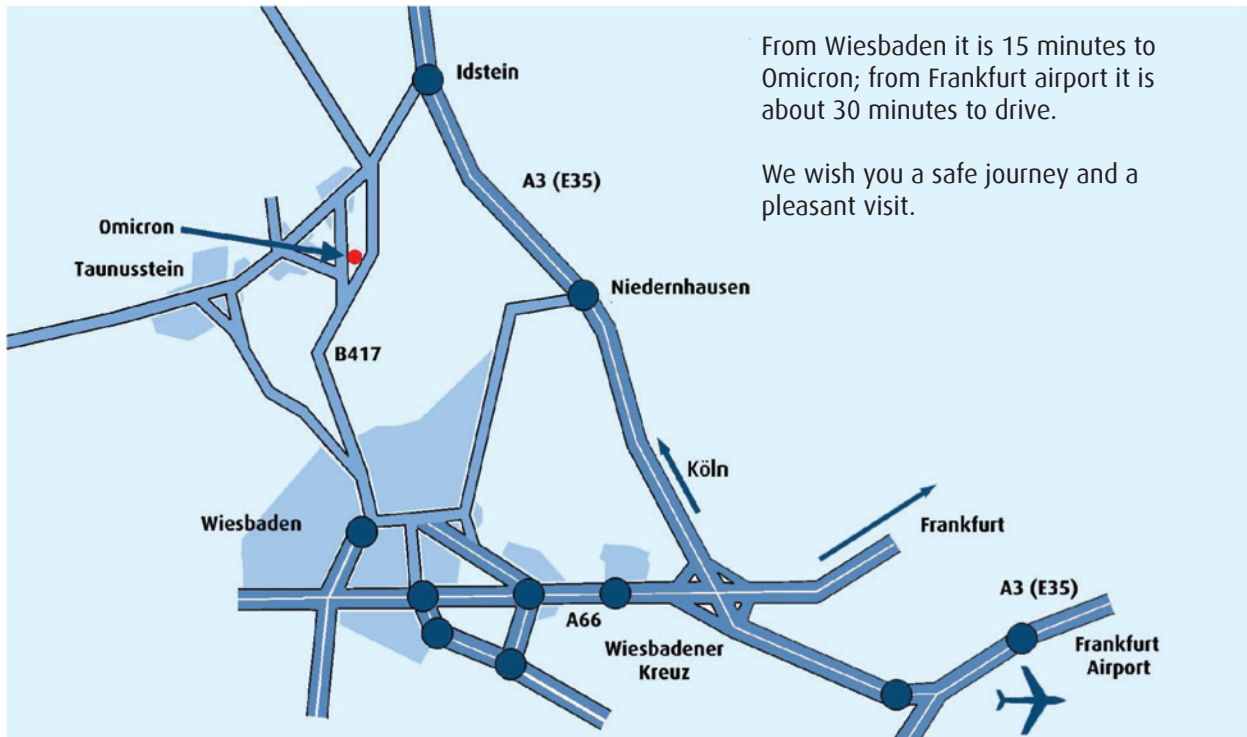 From Wiesbaden it is 15 minutes to
Omicron; from Frankfurt airport it is
about 30 minutes to drive.
We wish you a safe journey and a
pleasant visit.
Idstein
A3 (E35)
Omicron
Taunusstein
Niedernhausen
B417
Köln
Wiesbaden
Frankfurt
A3 (E35)
A66
Wiesbadener
Kreuz
Frankfurt
Airport